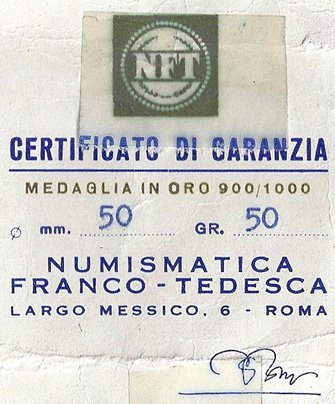 NFT
CERTIFICATO DI GARANZIA
MEDAGLIA IN ORO 900/1000
ø mm. 50 GR. 50
NUMISMATICA
FRANCO - TEDESCA
LARGO MESSICO, 6 - ROMA